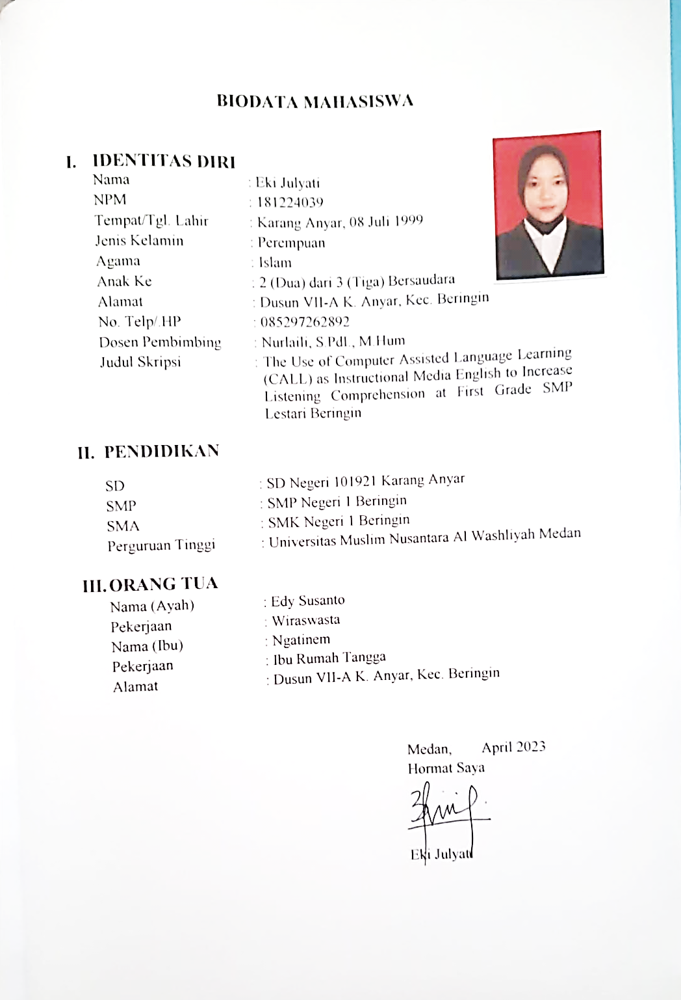 BIODATA MAHASISWA
I. IDENTITAS DIRI
Nama : Eki Julyati
NPM : 181224039
Tempat/Tgl. Lahir : Karang Anyar, 08 Juli 1999
Jenis Kelamin : Perempuan
Agama : Islam
Anak Ke : 2 (Dua) dari 3 (Tiga) Bersaudara
Alamat : Dusun VII-A K. Anyar, Kec. Beringin
No. Telp/.HP : 085297262892
Dosen Pembimbing : Nurlaili, S.PdI., M.Hum
Judul Skripsi : The Use of Computer Assisted Language Learning
(CALL) as Instructional Media English to Increase
Listening Comprehension at First Grade SMP
Lestari Beringin
II. PENDIDIKAN
SD : SD Negeri 101921 Karang Anyar
SMP : SMP Negeri 1 Beringin
SMA : SMK Negeri 1 Beringin
Perguruan Tinggi : Universitas Muslim Nusantara Al Washliyah Medan
III. ORANG TUA
Nama (Ayah) : Edy Susanto
Pekerjaan : Wiraswasta
Nama (Ibu) : Ngatinem
Pekerjaan : Ibu Rumah Tangga
Alamat : Dusun VII-A K. Anyar, Kec. Beringin
Medan, April 2023
Hormat Saya
Eki Julyati